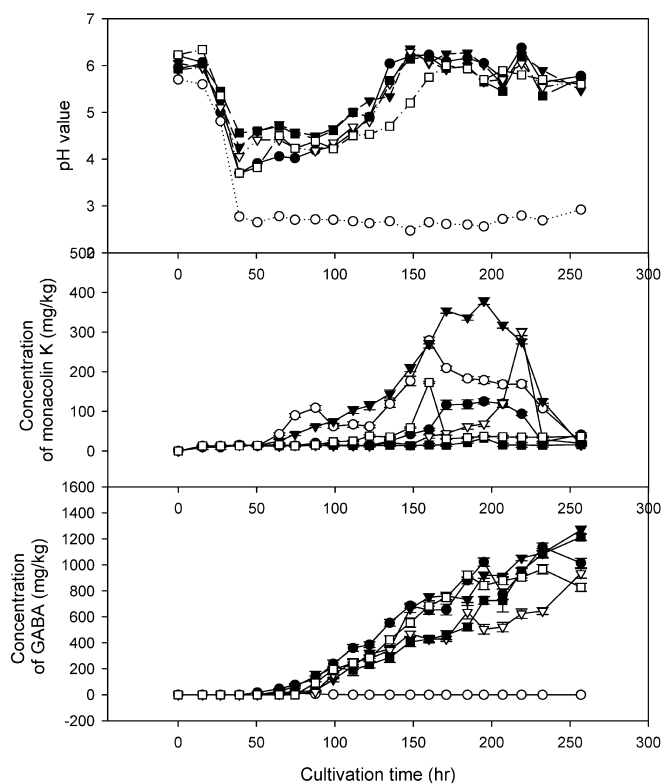 7
6
5
4
3
2
pH value
0 50 100 150 200 250 300
500
400
300
200
100
0
Concentration
of monacolin K (mg/kg)
0 50 100 150 200 250 300
1600
1400
1200
1000
800
600
400
200
0
-200
Concentration
of GABA (mg/kg)
0 50 100 150 200 250 300
Cultivation time (hr)